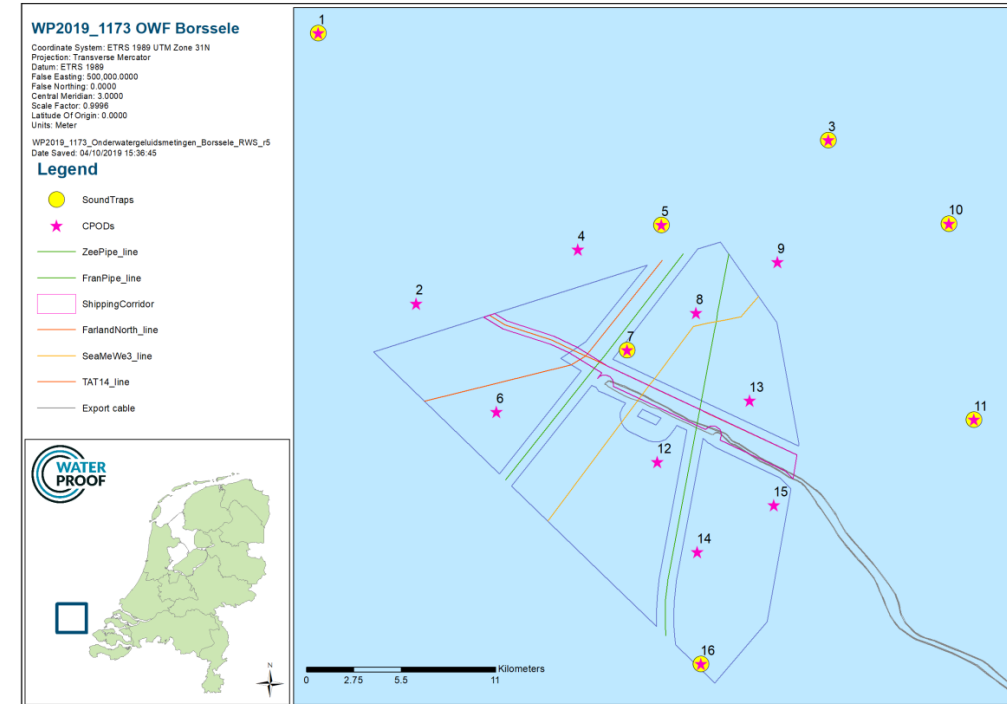 WP2019_1173 OWF Borssele
Coordinate System: ETRS 1989 UTM Zone 31N
Projection: Transverse Mercator
Datum: ETRS 1989
False Easting: 500,000.0000
False Northing: 0.0000
Central Meridian: 3.0000
Scale Factor: 0.9996
Latitude Of Origin: 0.0000
Units: Meter
WP2019_1173_Onderwatergeluidsmetingen_Borssele_RWS_r5
Date Saved: 04/10/2019 15:36:45
Legend
SoundTraps
CPODs
ZeePipe_line
FranPipe_line
ShippingCorridor
FarlandNorth_line
SeaMeWe3_line
TAT14_line
Export cable
WATER
PROOF
N
1
3
5
10
4
9
2
8
7
13
6
11
12
15
14
16
Kilometers
0 2.75 5.5 11